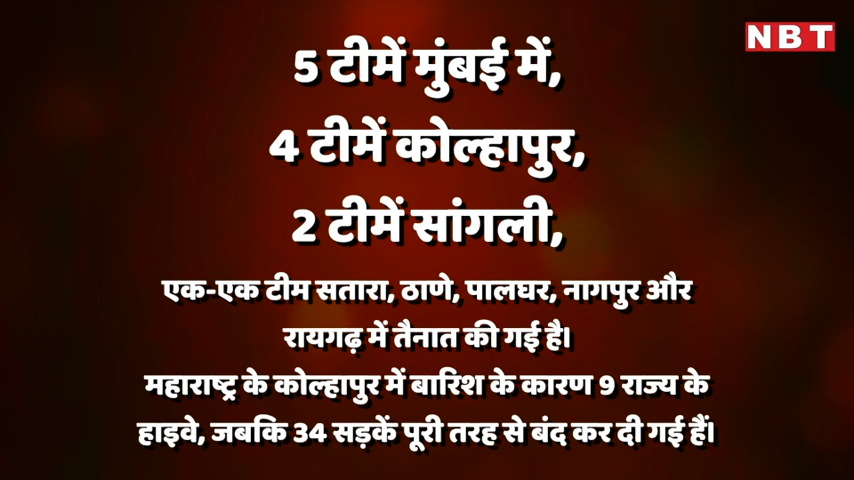 NBT
5 टीमें मुंबई में,
4 टीमें कोल्हापुर,
2 टीमें सांगली,
एक-एक टीम सतारा, ठाणे, पालघर, नागपुर और
रायगढ़ में तैनात की गई है।
महाराष्ट्र के कोल्हापुर में बारिश के कारण 9 राज्य के
हाइवे, जबकि 34 सड़कें पूरी तरह से बंद कर दी गई हैं।